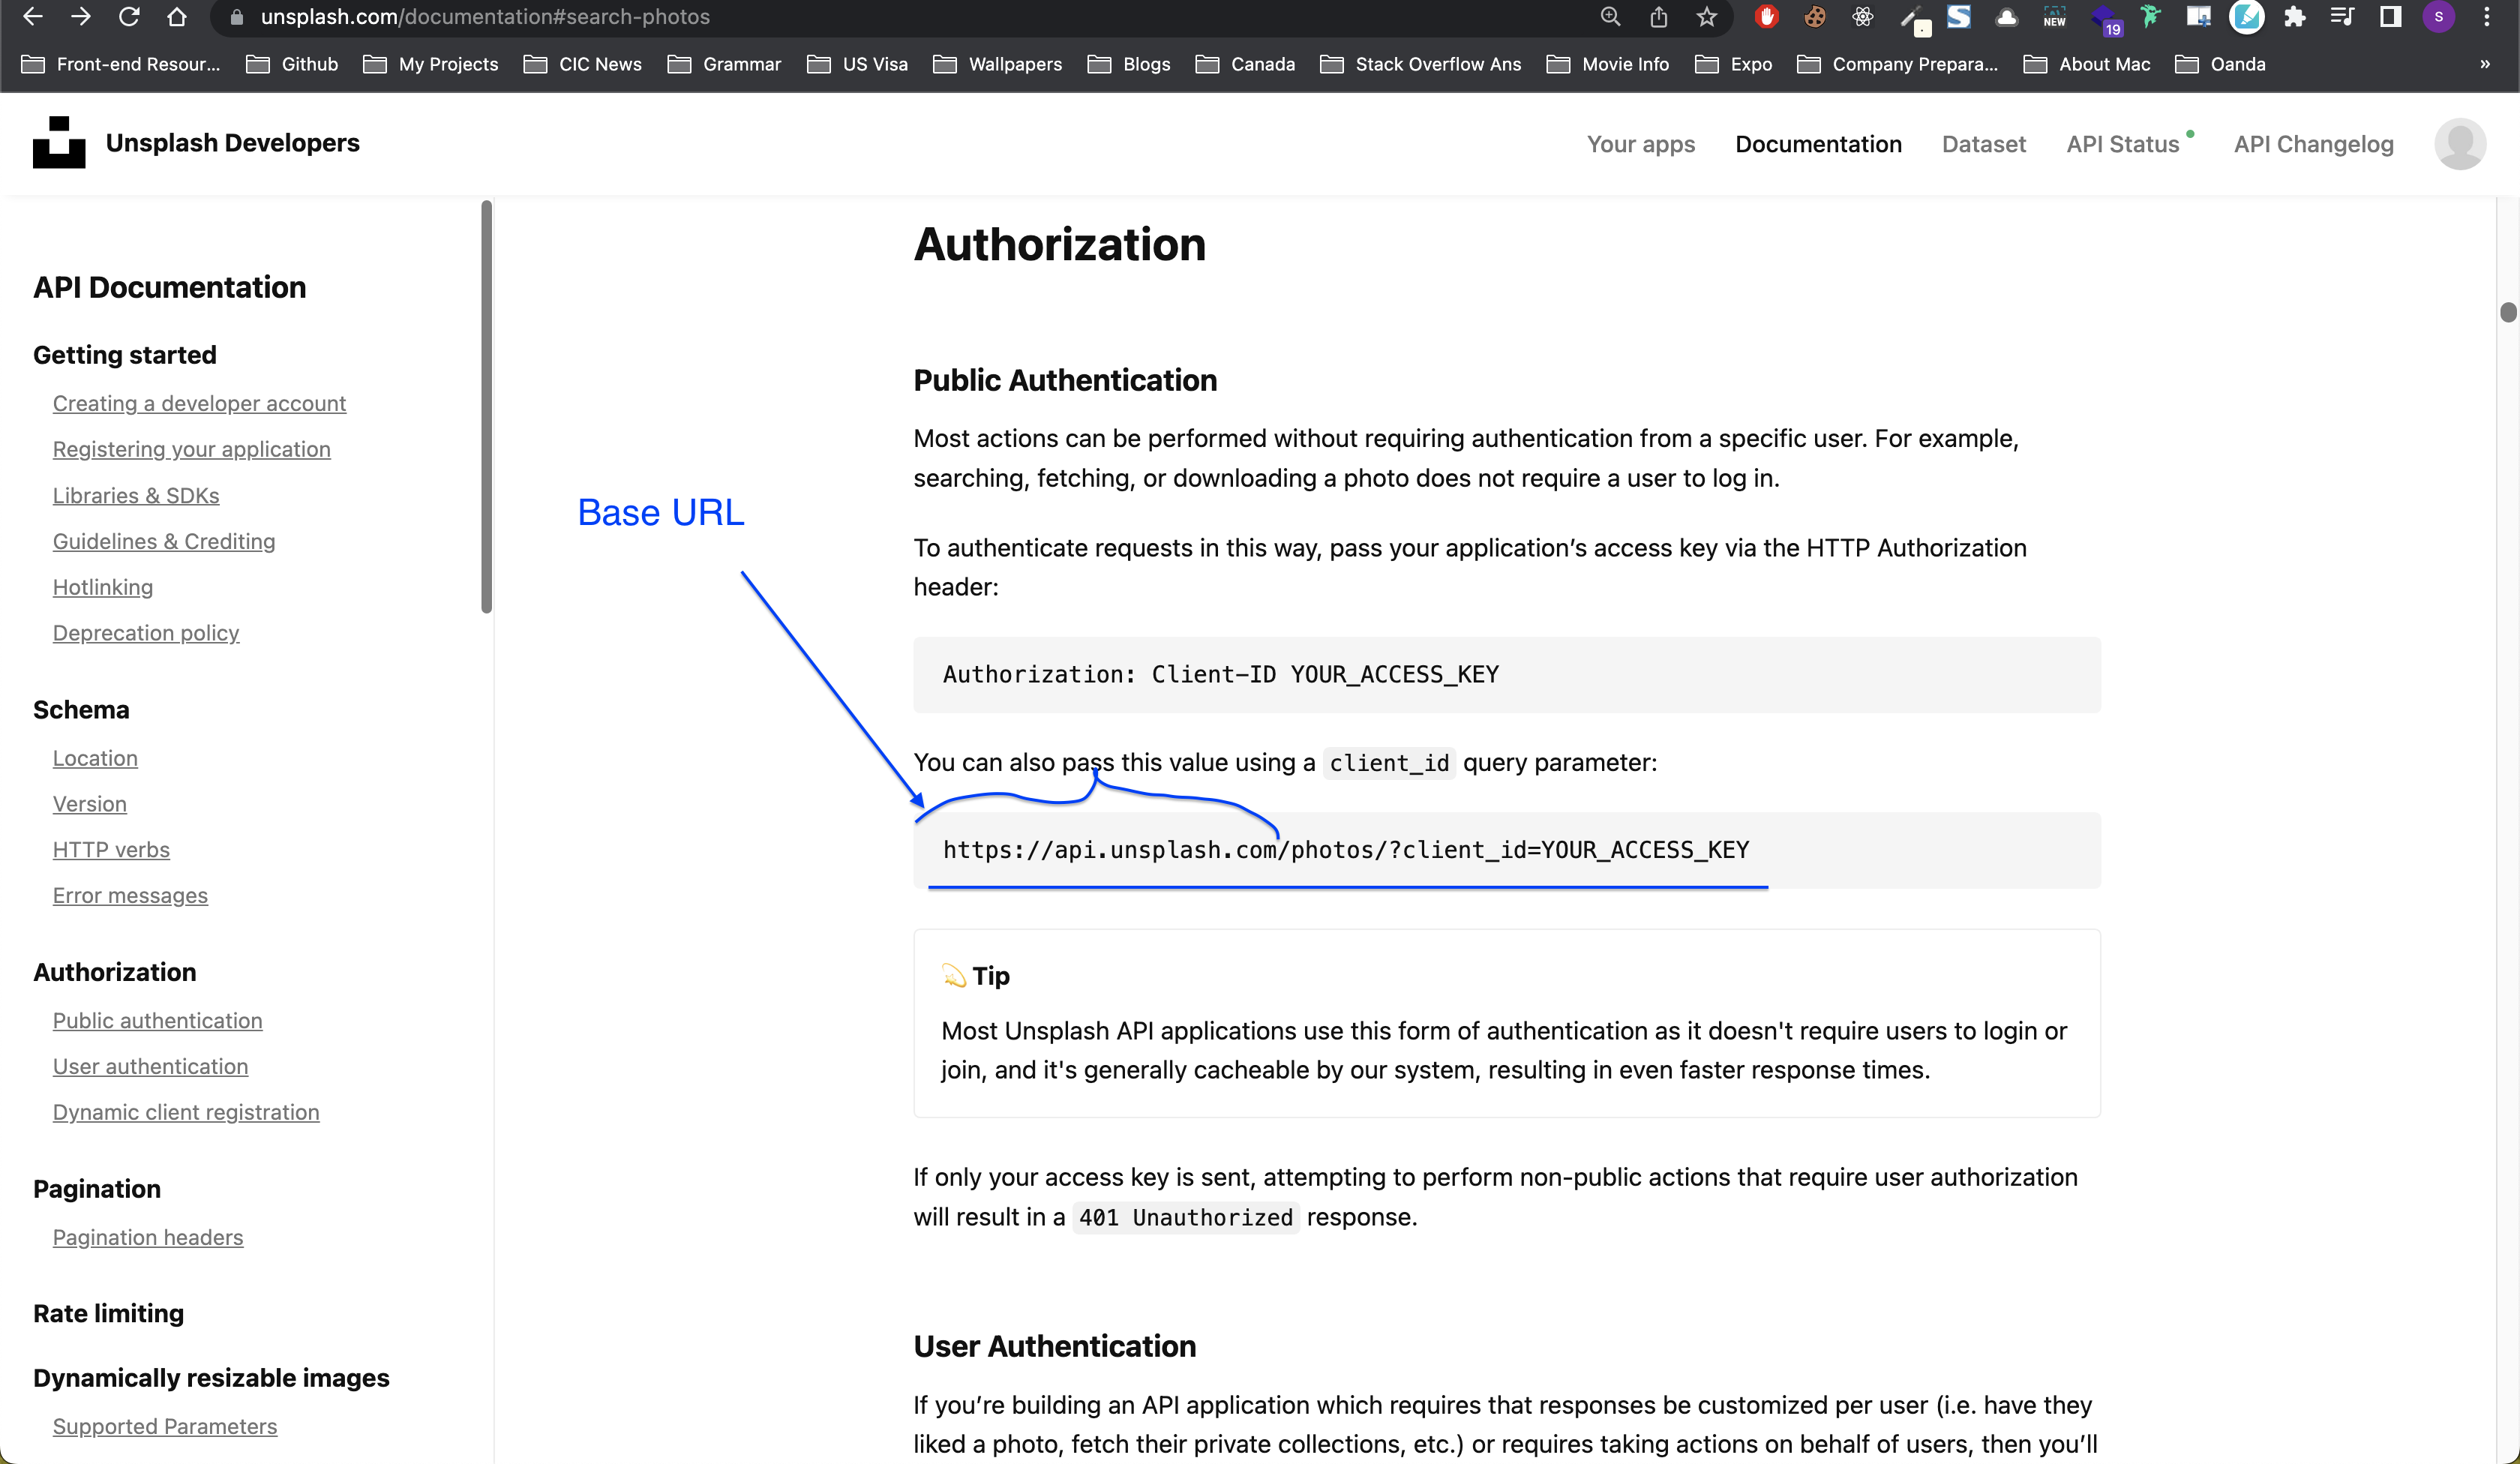 unsplash.com/documentation#search-photos
NEW
19
S
Front-end Resour... Github My Projects CIC News Grammar US Visa Wallpapers Blogs Canada Stack Overflow Ans Movie Info Expo Company Prepara... About Mac Oanda »
Unsplash Developers
Your apps Documentation Dataset API Status API Changelog
API Documentation
Getting started
Creating a developer account
Registering your application
Libraries & SDKs
Guidelines & Crediting
Hotlinking
Deprecation policy
Schema
Location
Version
HTTP verbs
Error messages
Authorization
Public authentication
User authentication
Dynamic client registration
Pagination
Pagination headers
Rate limiting
Dynamically resizable images
Supported Parameters
Authorization
Public Authentication
Most actions can be performed without requiring authentication from a specific user. For example,
searching, fetching, or downloading a photo does not require a user to log in.
Base URL
To authenticate requests in this way, pass your application’s access key via the HTTP Authorization
header:
Authorization: Client-ID YOUR_ACCESS_KEY
You can also pass this value using a client_id query parameter:
https://api.unsplash.com/photos/?client_id=YOUR_ACCESS_KEY
💫 Tip
Most Unsplash API applications use this form of authentication as it doesn't require users to login or
join, and it's generally cacheable by our system, resulting in even faster response times.
If only your access key is sent, attempting to perform non-public actions that require user authorization
will result in a 401 Unauthorized response.
User Authentication
If you’re building an API application which requires that responses be customized per user (i.e. have they
liked a photo, fetch their private collections, etc.) or requires taking actions on behalf of users, then you’ll